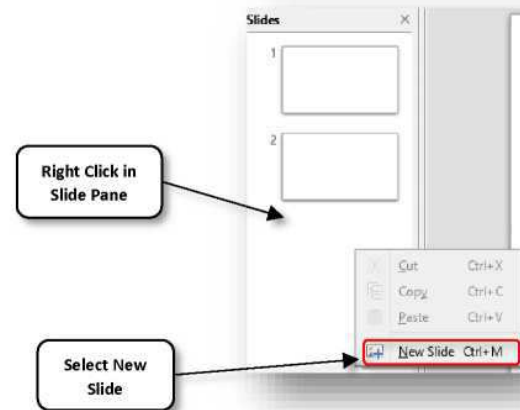 Slides
1
2
Right Click in
Slide Pane
Cut Ctrl+X
Copy Ctrl+C
Paste Ctrl+V
New Slide Ctrl+M
Select New
Slide